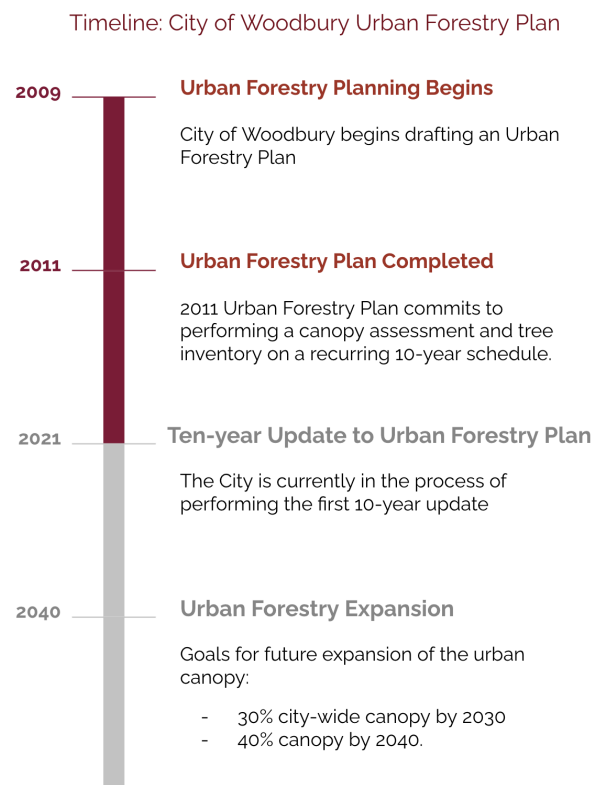 Timeline: City of Woodbury Urban Forestry Plan
2009
Urban Forestry Planning Begins
City of Woodbury begins drafting an Urban
Forestry Plan
2011
Urban Forestry Plan Completed
2011 Urban Forestry Plan commits to
performing a canopy assessment and tree
inventory on a recurring 10-year schedule.
2021
Ten-year Update to Urban Forestry Plan
The City is currently in the process of
performing the first 10-year update
2040
Urban Forestry Expansion
Goals for future expansion of the urban
canopy:
- 30% city-wide canopy by 2030
- 40% canopy by 2040.